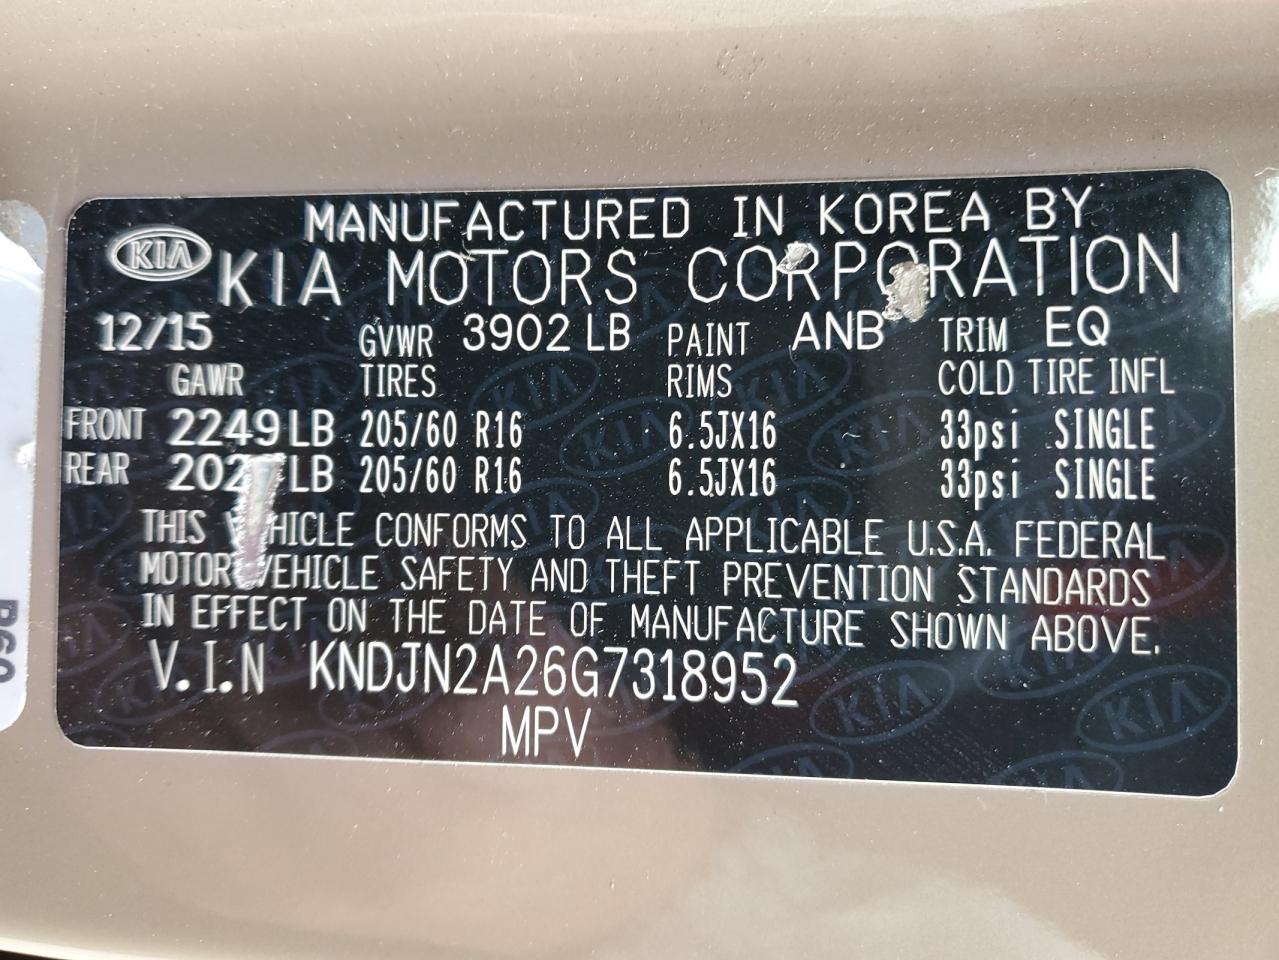 MANUFACTURED IN KOREA BY
KIA
KIA MOTORS CORPORATION
12/15 GVWR 3902 LB PAINT ANB TRIM EQ
GAWR TIRES RIMS COLD TIRE INFL
FRONT 2249 LB 205/60 R16 6.5JX16 33psi SINGLE
REAR LB 205/60 R16 6.5JX16 33psi SINGLE
THIS VEHICLE CONFORMS TO ALL APPLICABLE U.S.A. FEDERAL
MOTOR VEHICLE SAFETY AND THEFT PREVENTION STANDARDS
IN EFFECT ON THE DATE OF MANUFACTURE SHOWN ABOVE.
V.I.N KNDJN2A26G7318952
MPV